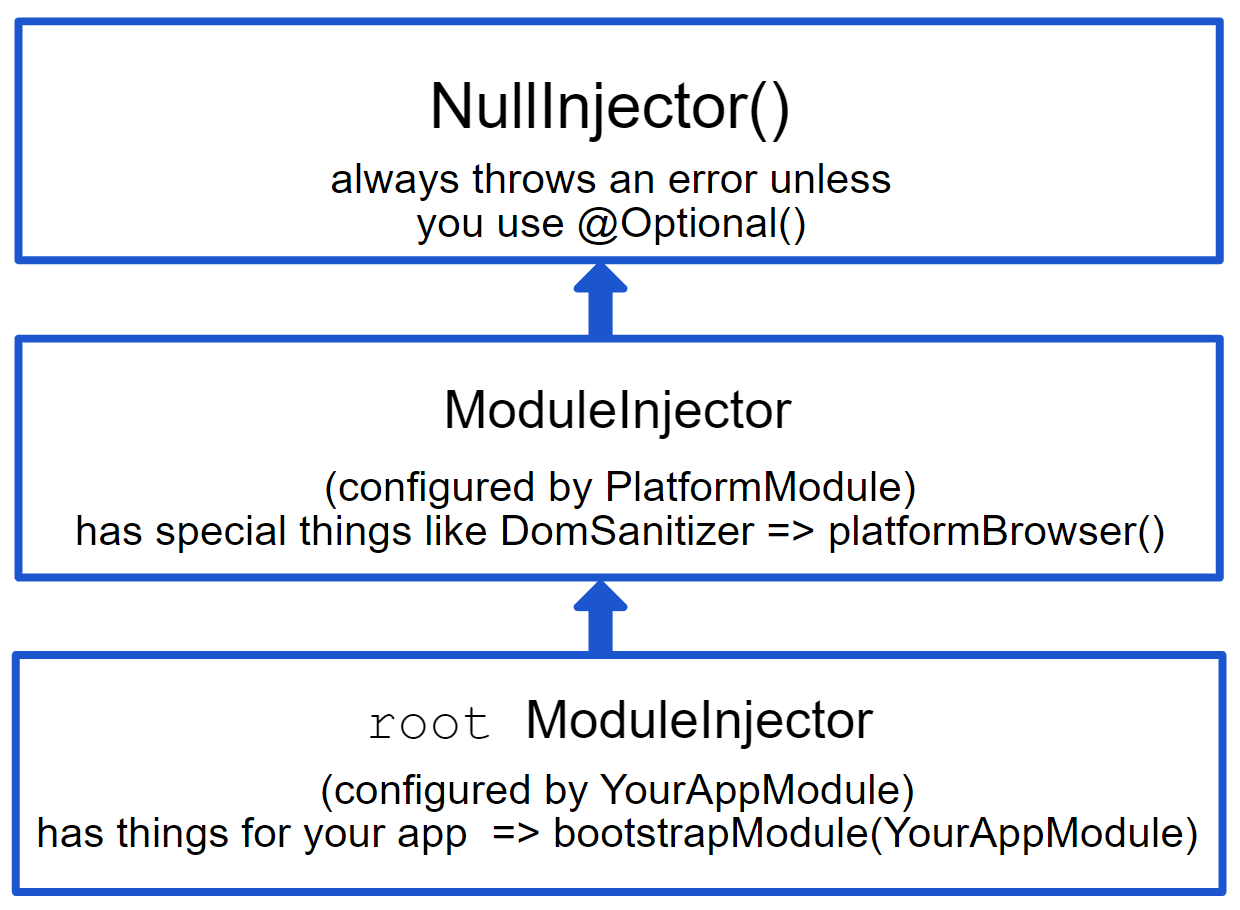 NullInjector()
always throws an error unless
you use @Optional()
ModuleInjector
(configured by PlatformModule)
has special things like DomSanitizer => platformBrowser()
root ModuleInjector
(configured by YourAppModule)
has things for your app => bootstrapModule(YourAppModule)